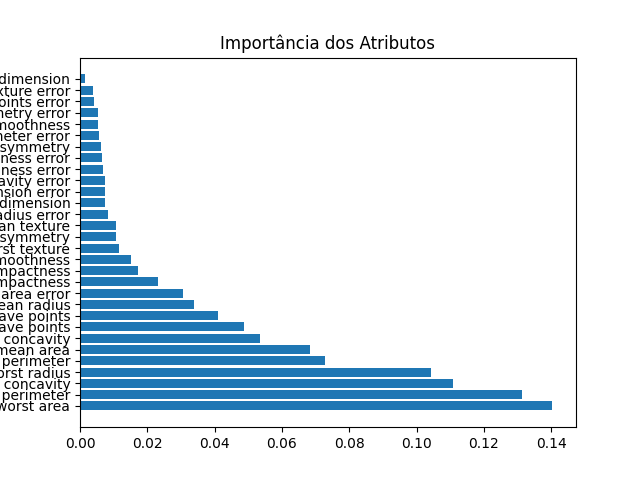 Importância dos Atributos
dimension
xture error
oints error
metry error
moothness
meter error
symmetry
ness error
ness error
avity error
nsion error
dimension
adius error
an texture
symmetry
rst texture
moothness
mpactness
mpactness
area error
ean radius
ave points
ave points
concavity
mean area
perimeter
orst radius
concavity
perimeter
worst area
0.00 0.02 0.04 0.06 0.08 0.10 0.12 0.14